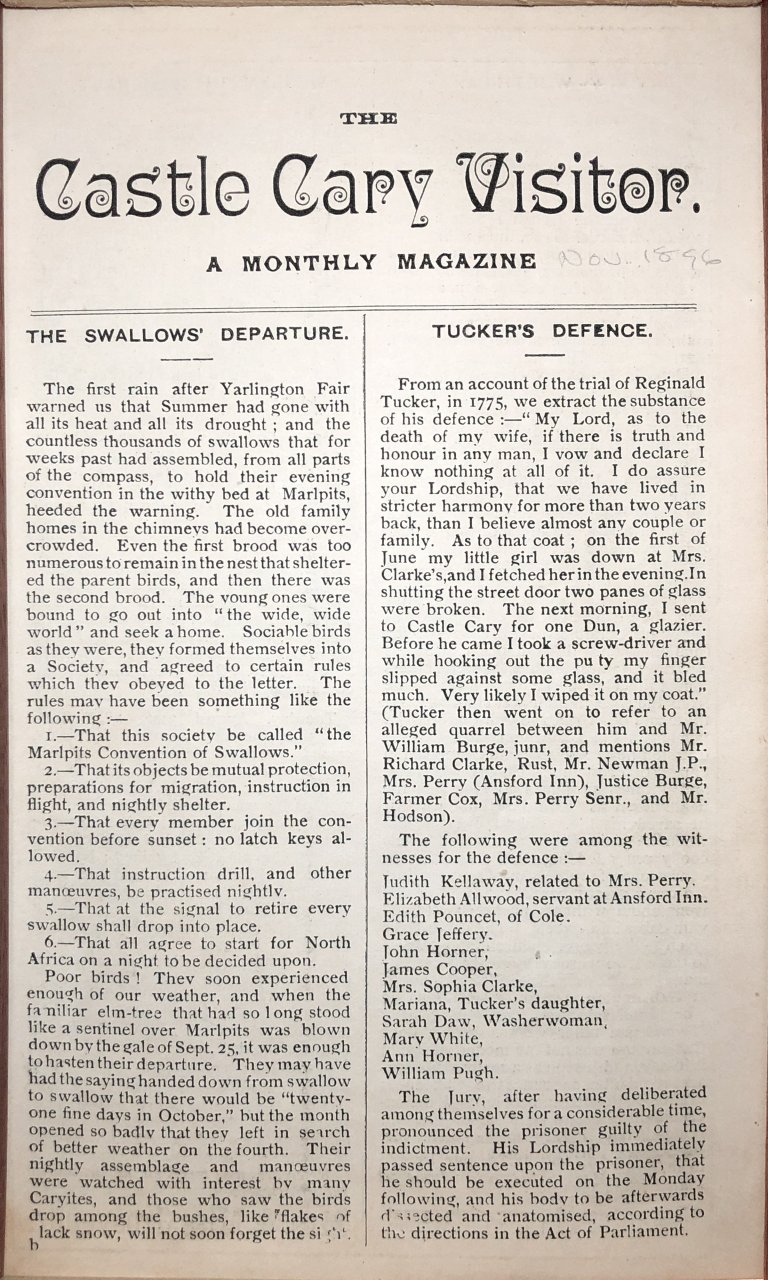 THE
Castle Cary Visitor.
A MONTHLY MAGAZINE
Nov. 1896
THE SWALLOWS' DEPARTURE.
The first rain after Yarlington Fair
warned us that Summer had gone with
all its heat and all its drought ; and the
countless thousands of swallows that for
weeks past had assembled, from all parts
of the compass, to hold their evening
convention in the withy bed at Marlpits,
heeded the warning. The old family
homes in the chimneys had become over-
crowded. Even the first brood was too
numerous to remain in the nest that shelter-
ed the parent birds, and then there was
the second brood. The young ones were
bound to go out into "the wide, wide
world" and seek a home. Sociable birds
as they were, they formed themselves into
a Society, and agreed to certain rules
which they obeyed to the letter. The
rules may have been something like the
following :—
1.—That this society be called "the
Marlpits Convention of Swallows."
2.—That its objects be mutual protection,
preparations for migration, instruction in
flight, and nightly shelter.
3.—That every member join the con-
vention before sunset : no latch keys al-
lowed.
4.—That instruction drill, and other
manœuvres, be practised nightly.
5.—That at the signal to retire every
swallow shall drop into place.
6.—That all agree to start for North
Africa on a night to be decided upon.
Poor birds ! They soon experienced
enough of our weather, and when the
familiar elm-tree that had so long stood
like a sentinel over Marlpits was blown
down by the gale of Sept. 25, it was enough
to hasten their departure. They may have
had the saying handed down from swallow
to swallow that there would be "twenty-
one fine days in October," but the month
opened so badly that they left in search
of better weather on the fourth. Their
nightly assemblage and manœuvres
were watched with interest by many
Caryites, and those who saw the birds
drop among the bushes, like flakes of
black snow, will not soon forget the sight.
TUCKER'S DEFENCE.
From an account of the trial of Reginald
Tucker, in 1775, we extract the substance
of his defence :—" My Lord, as to the
death of my wife, if there is truth and
honour in any man, I vow and declare I
know nothing at all of it. I do assure
your Lordship, that we have lived in
stricter harmony for more than two years
back, than I believe almost any couple or
family. As to that coat ; on the first of
June my little girl was down at Mrs.
Clarke's,and I fetched her in the evening.In
shutting the street door two panes of glass
were broken. The next morning, I sent
to Castle Cary for one Dun, a glazier.
Before he came I took a screw-driver and
while hooking out the pu ty my finger
slipped against some glass, and it bled
much. Very likely I wiped it on my coat."
(Tucker then went on to refer to an
alleged quarrel between him and Mr.
William Burge, junr, and mentions Mr.
Richard Clarke, Rust, Mr. Newman J.P.,
Mrs. Perry (Ansford Inn), Justice Burge,
Farmer Cox, Mrs. Perry Senr., and Mr.
Hodson).
The following were among the wit-
nesses for the defence :—
Judith Kellaway, related to Mrs. Perry.
Elizabeth Allwood, servant at Ansford Inn.
Edith Pouncet, of Cole.
Grace Jeffery.
John Horner,
James Cooper,
Mrs. Sophia Clarke,
Mariana, Tucker's daughter,
Sarah Daw, Washerwoman,
Mary White,
Ann Horner,
William Pugh.
The Jury, after having deliberated
among themselves for a considerable time,
pronounced the prisoner guilty of the
indictment. His Lordship immediately
passed sentence upon the prisoner, that
he should be executed on the Monday
following, and his body to be afterwards
dissected and anatomised, according to
the directions in the Act of Parliament.